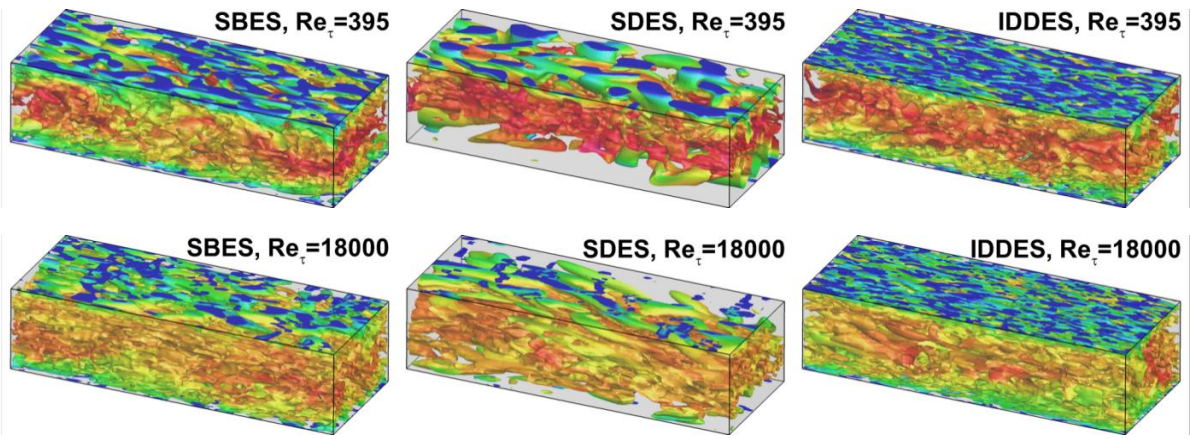 SBES, Reτ=395
SDES, Reτ=395
IDDES, Reτ=395
SBES, Reτ=18000
SDES, Reτ=18000
IDDES, Reτ=18000